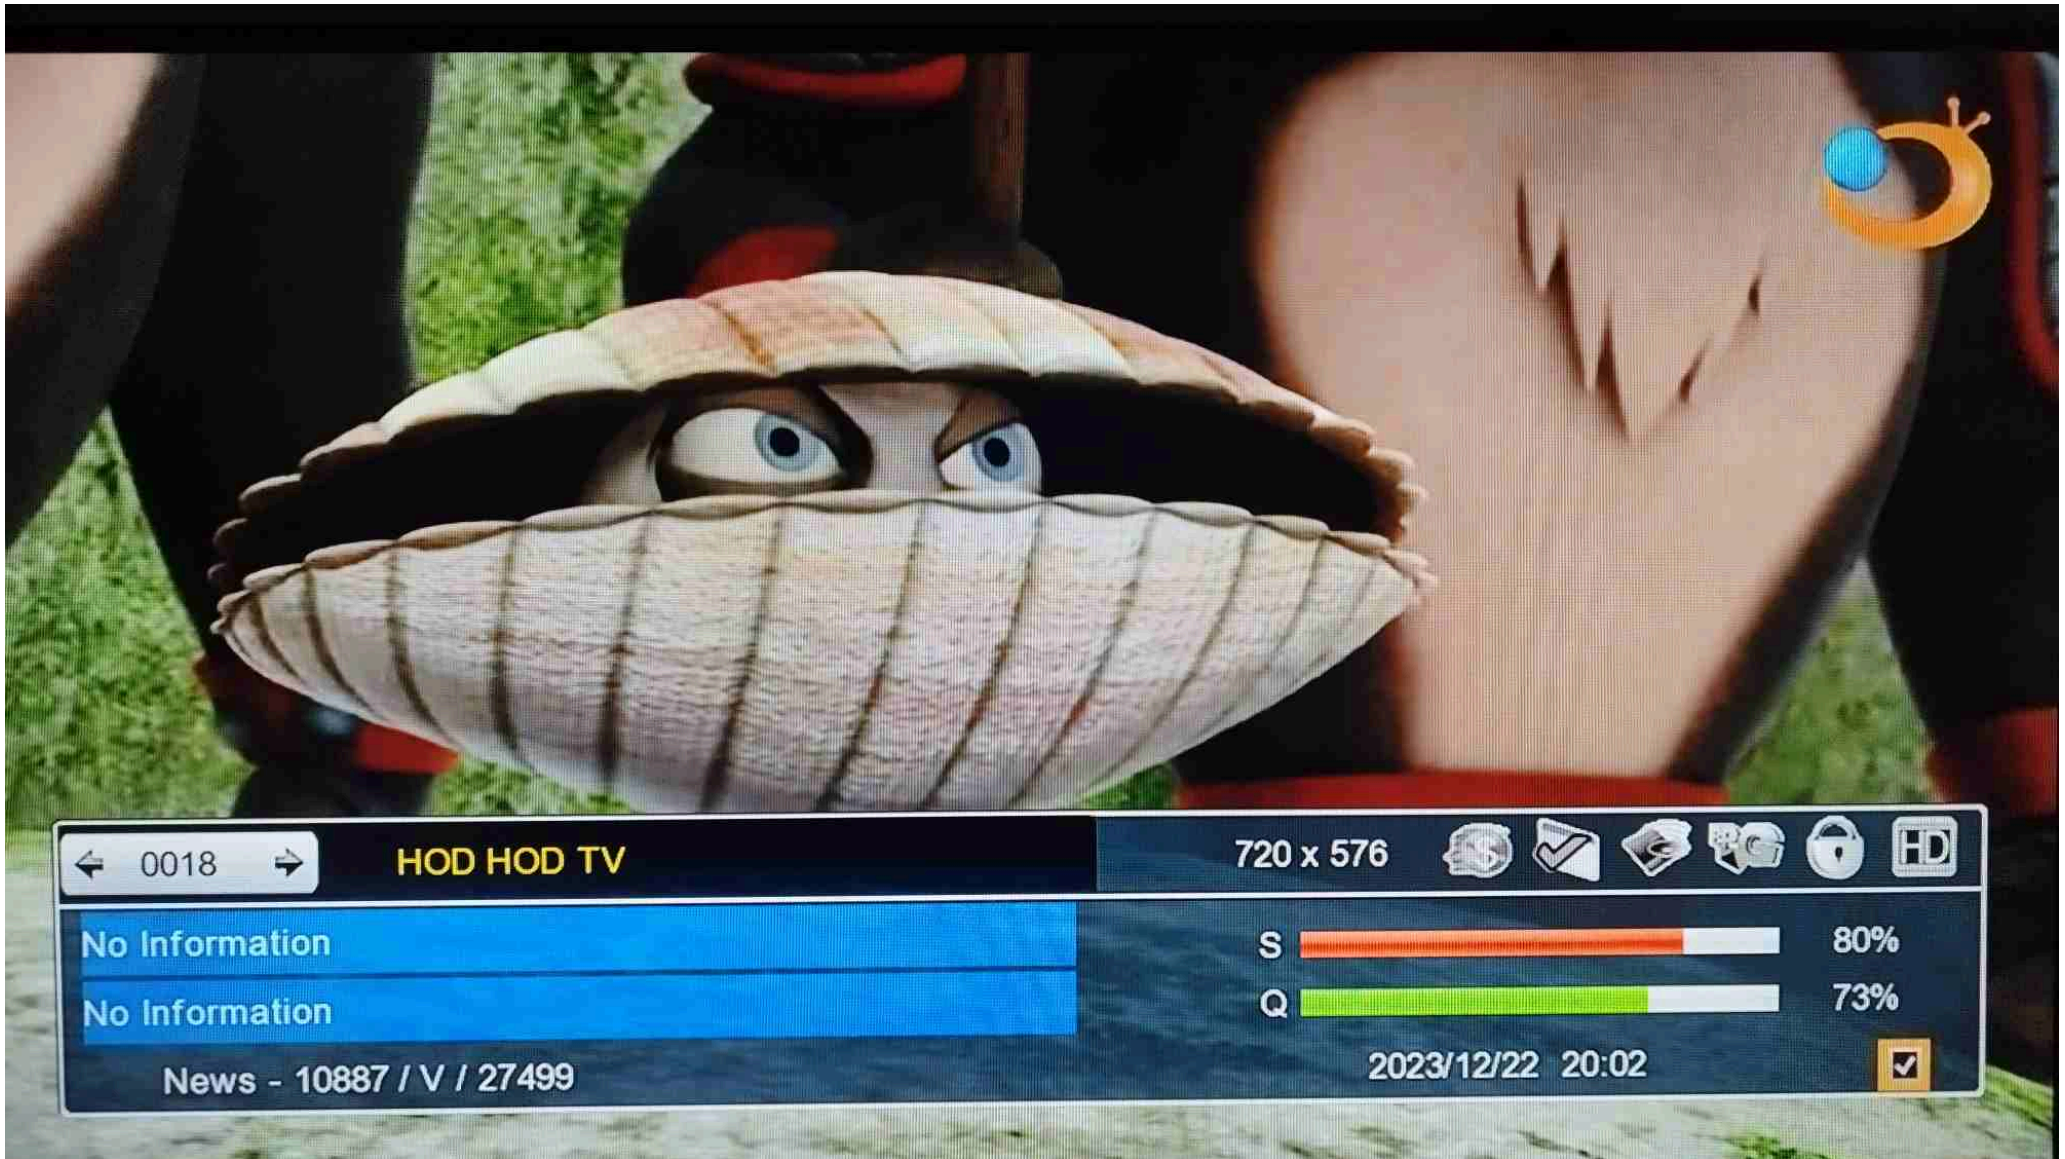 0018
HOD HOD TV
720 x 576
$
HD
No Information
S 80%
No Information
Q 73%
News - 10887 / V / 27499
2023/12/22 20:02